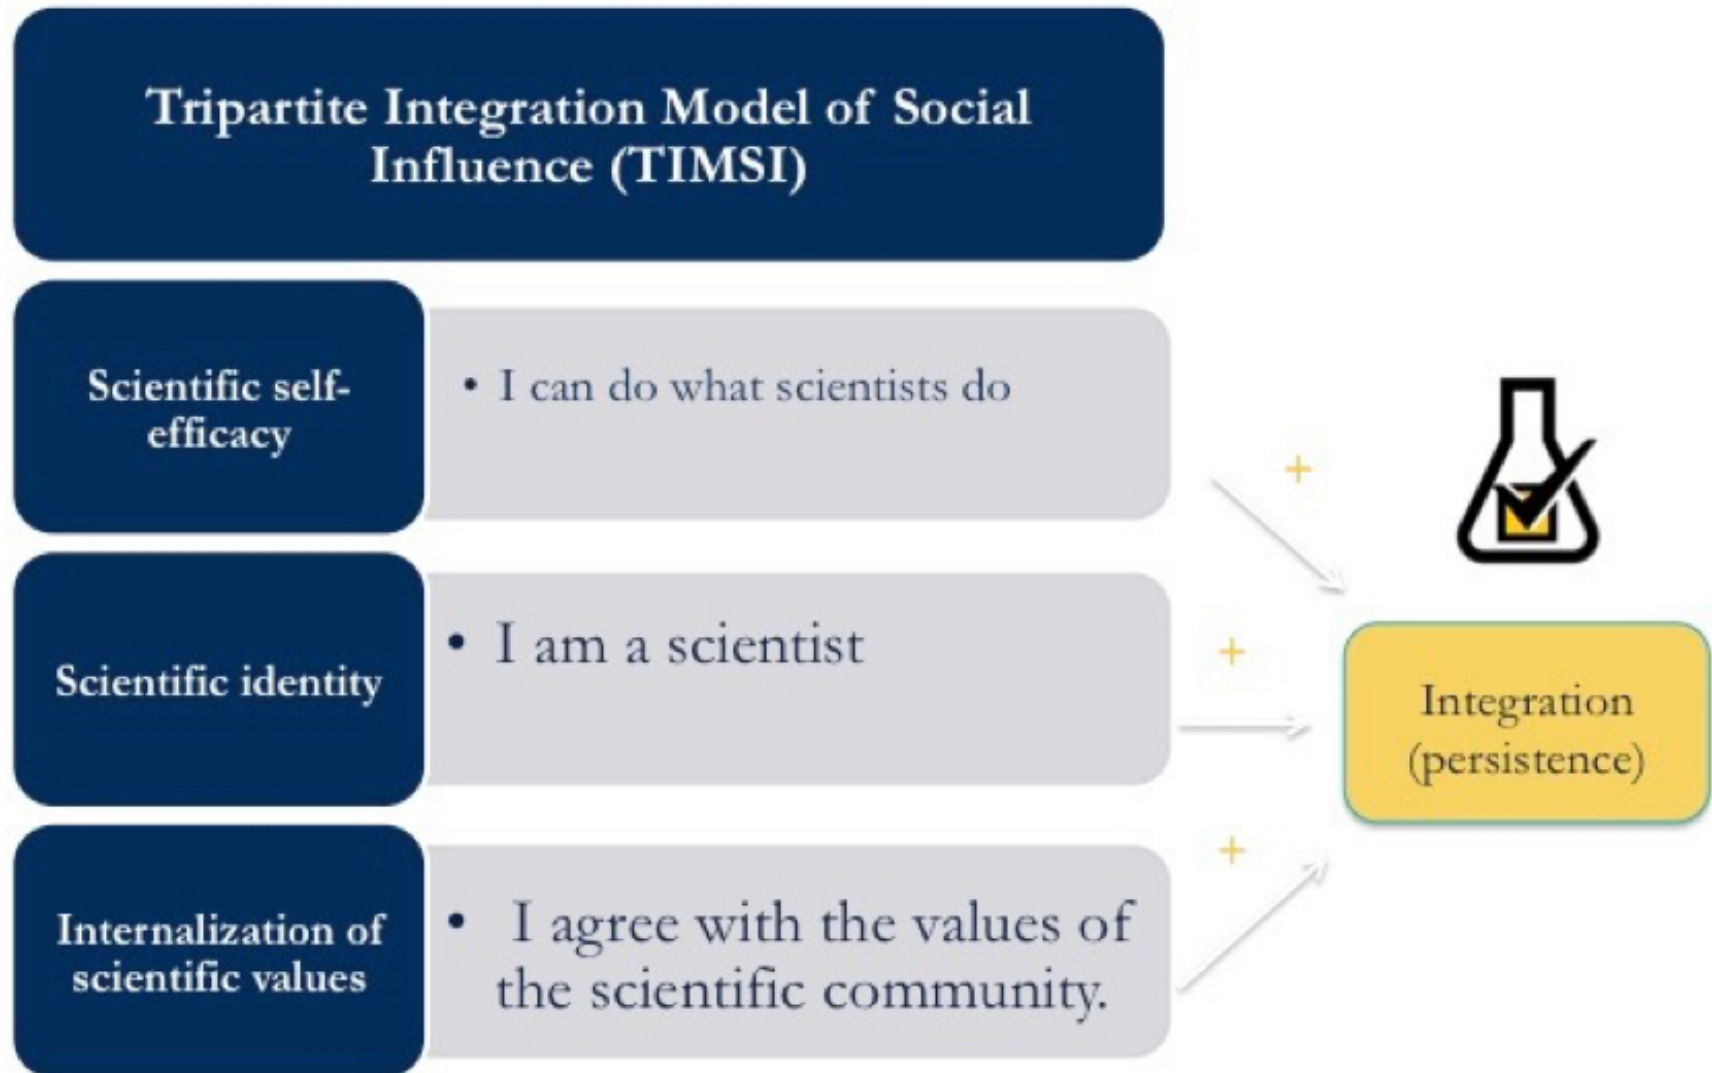 Tripartite Integration Model of Social
Influence (TIMSI)
Scientific self-
efficacy
• I can do what scientists do
+
Scientific identity
• I am a scientist
+
Integration
(persistence)
Internalization of
scientific values
• I agree with the values of
the scientific community.
+